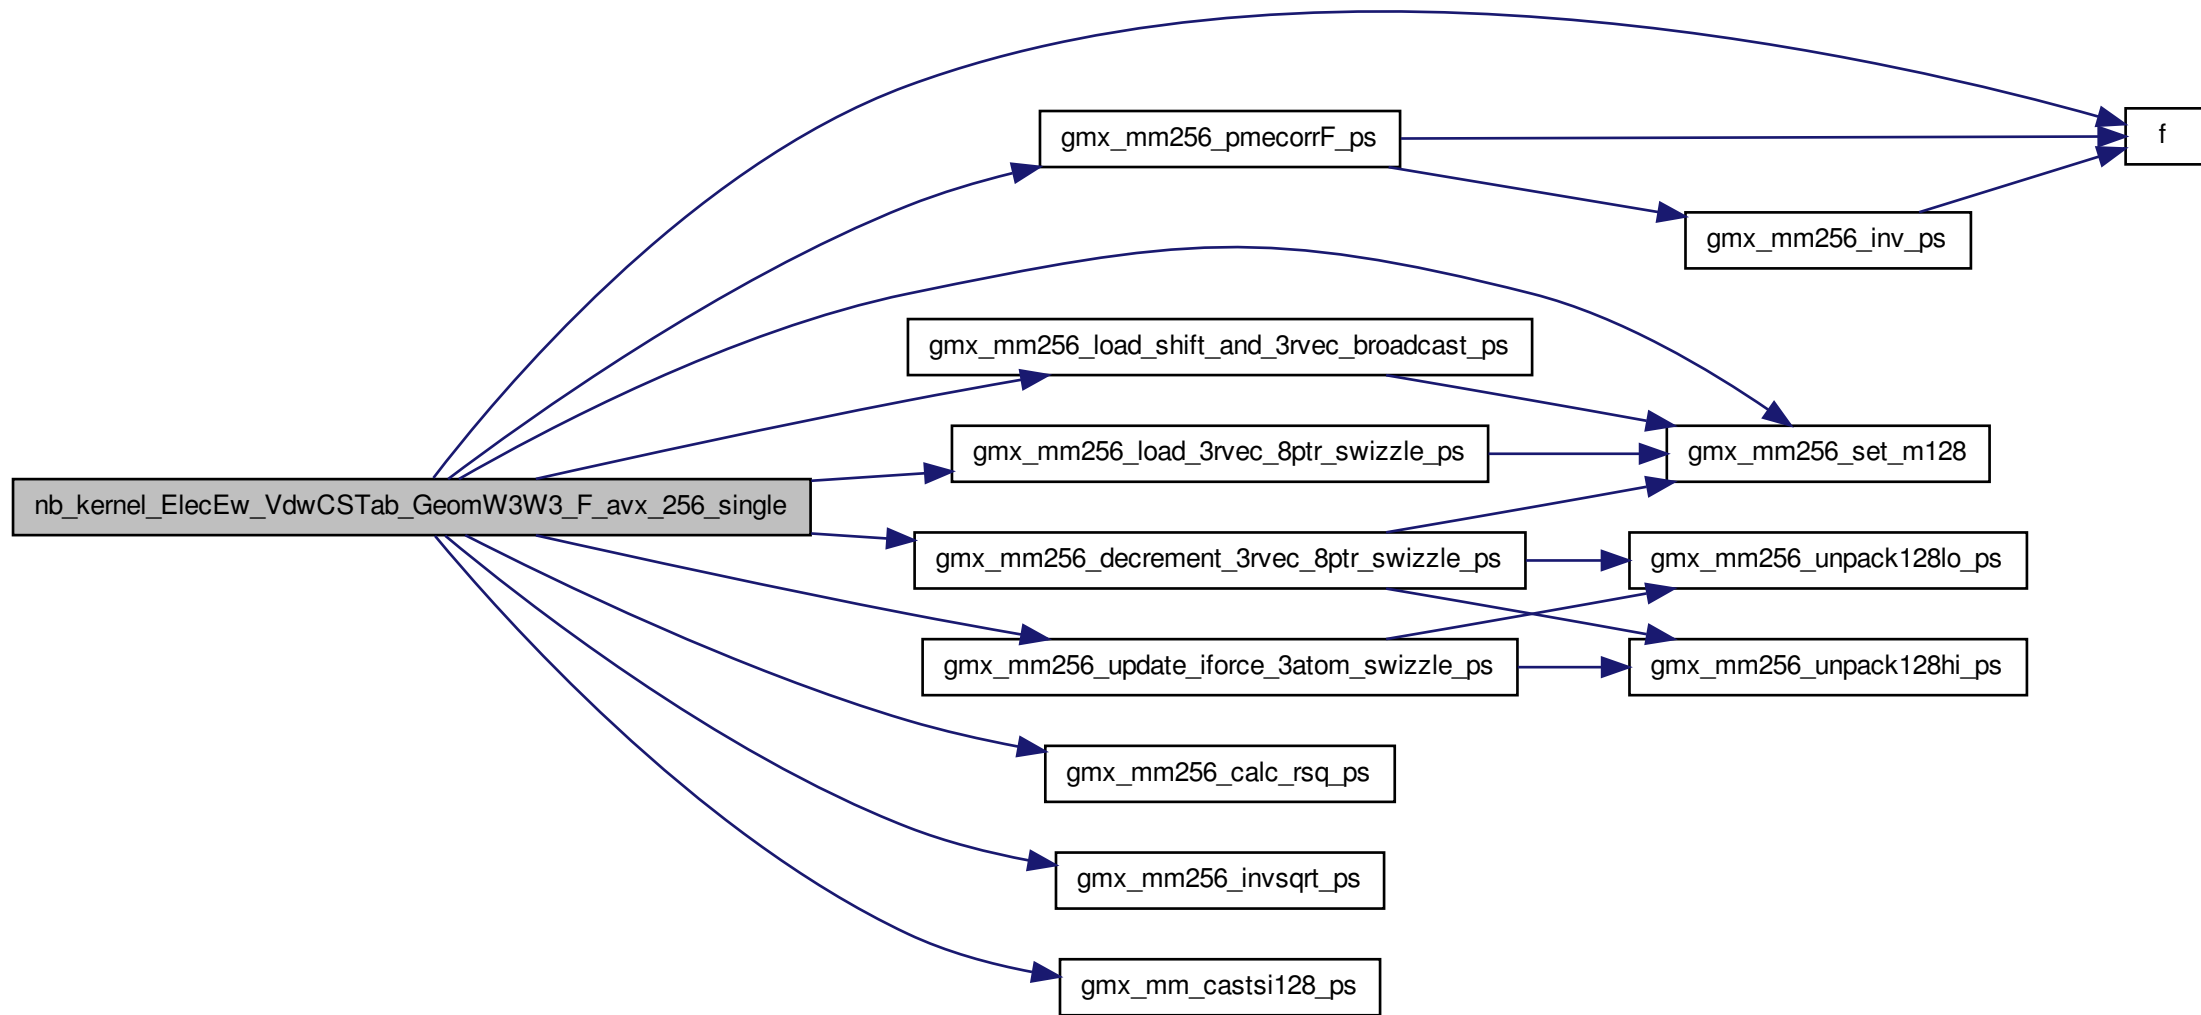 f
gmx_mm256_pmecorrF_ps
gmx_mm256_inv_ps
gmx_mm256_load_shift_and_3rvec_broadcast_ps
gmx_mm256_load_3rvec_8ptr_swizzle_ps
gmx_mm256_set_m128
nb_kernel_ElecEw_VdwCSTab_GeomW3W3_F_avx_256_single
gmx_mm256_decrement_3rvec_8ptr_swizzle_ps
gmx_mm256_unpack128lo_ps
gmx_mm256_update_iforce_3atom_swizzle_ps
gmx_mm256_unpack128hi_ps
gmx_mm256_calc_rsq_ps
gmx_mm256_invsqrt_ps
gmx_mm_castsi128_ps